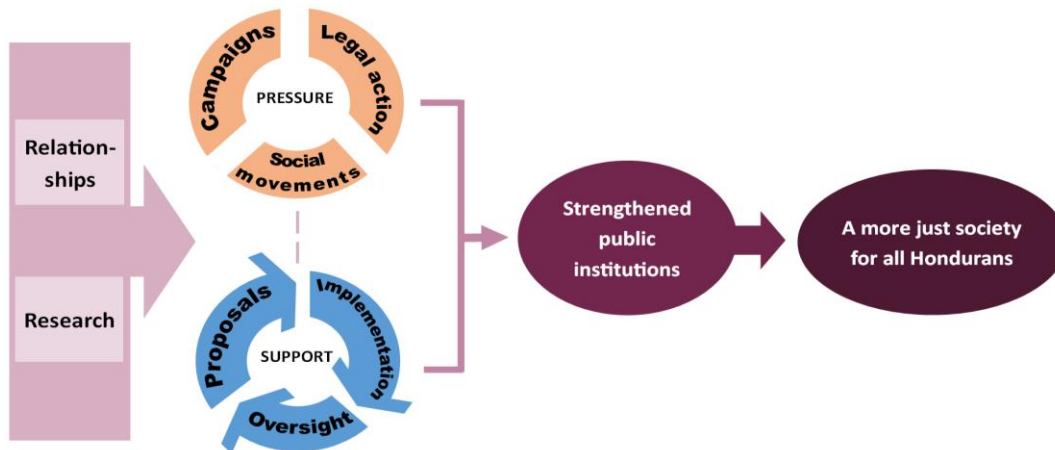 Relation-
ships
Research
Campaigns
Legal action
PRESSURE
Social
movements
Proposals
Implementation
SUPPORT
Oversight
Strengthened
public
institutions
A more just society
for all Hondurans